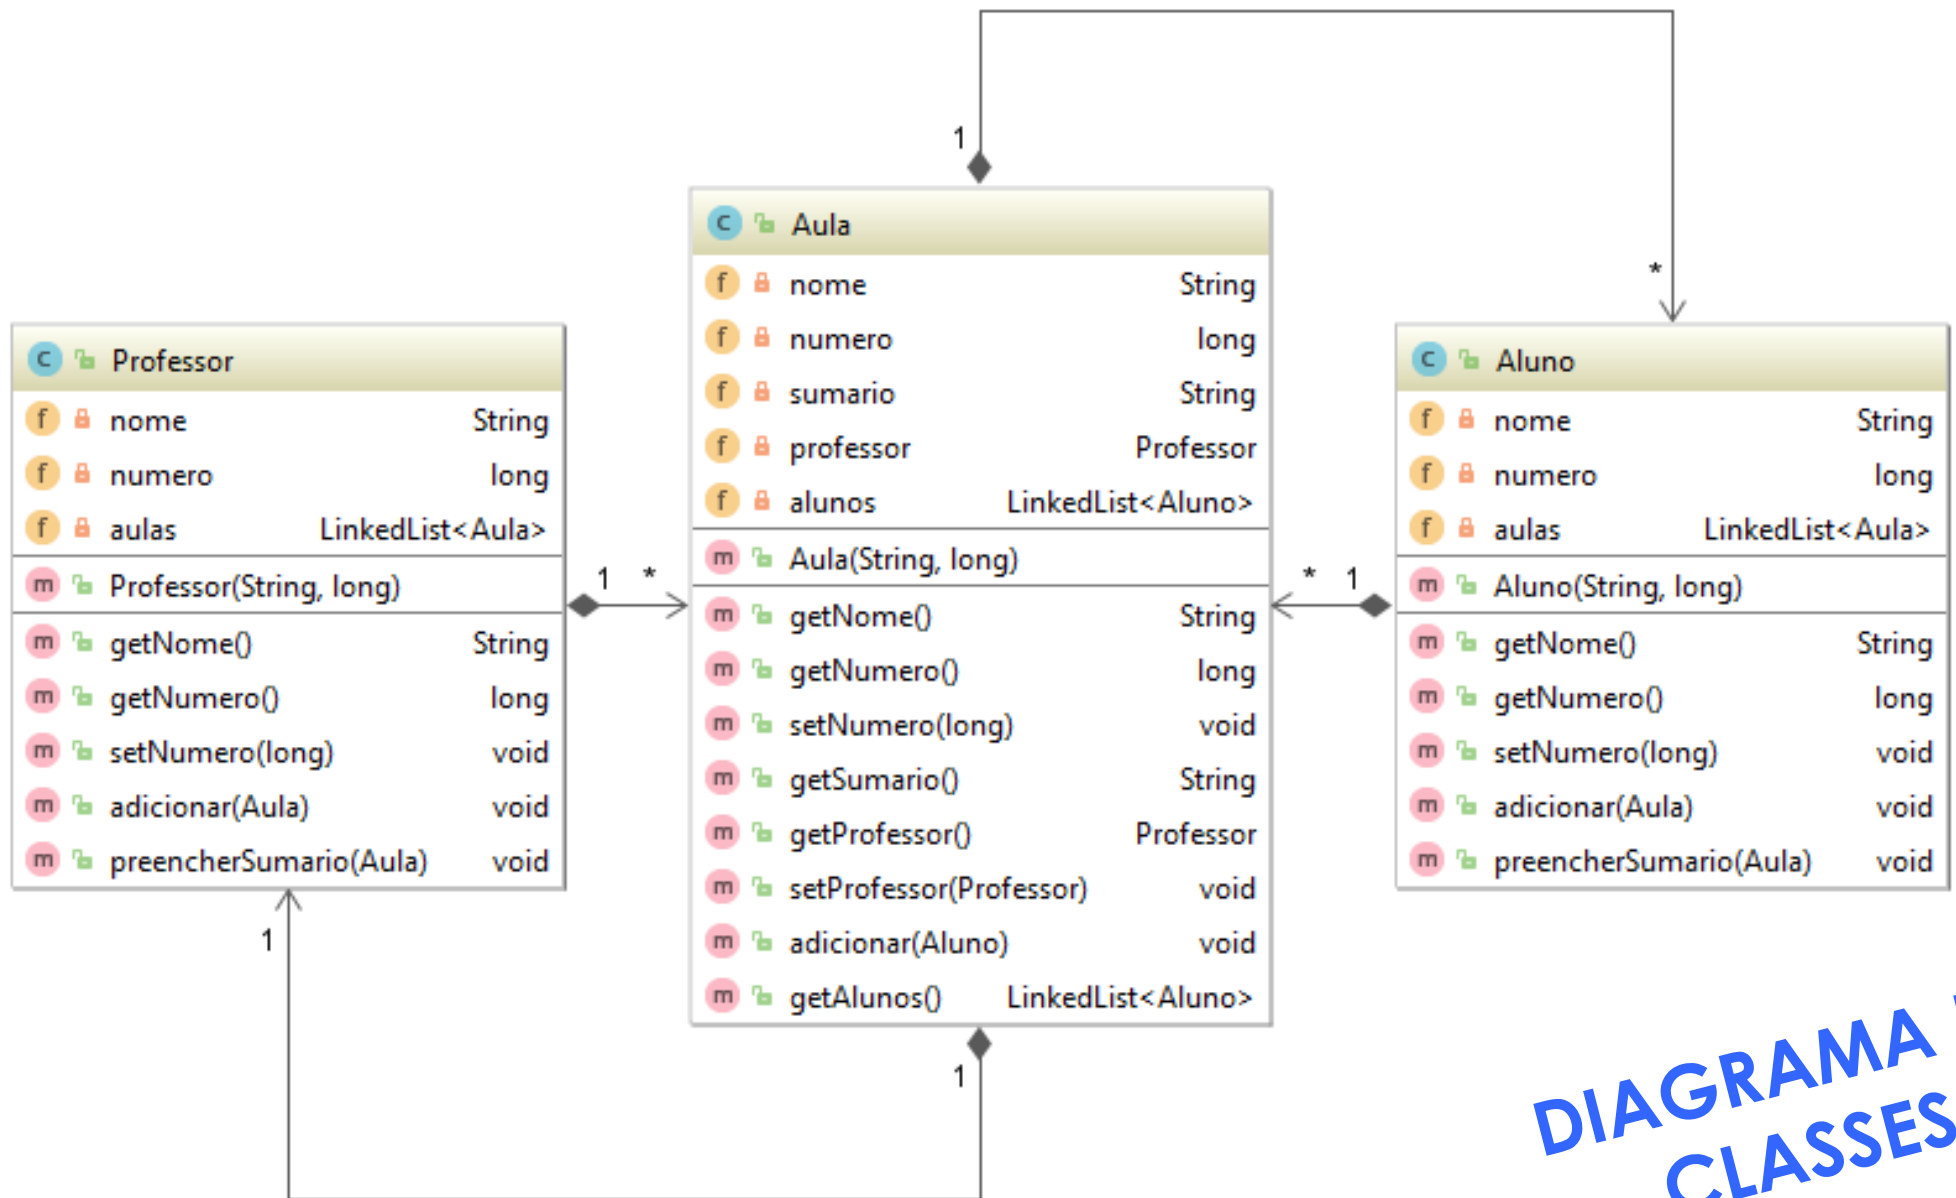 Professor
nome String
numero long
aulas LinkedList<Aula>
Professor(String, long)
getNome() String
getNumero() long
setNumero(long) void
adicionar(Aula) void
preencherSumario(Aula) void
1 *
1
1
Aula
nome String
numero long
sumario String
professor Professor
alunos LinkedList<Aluno>
Aula(String, long)
getNome() String
getNumero() long
setNumero(long) void
getSumario() String
getProfessor() Professor
setProfessor(Professor) void
adicionar(Aluno) void
getAlunos() LinkedList<Aluno>
1
*
* 1
Aluno
nome String
numero long
aulas LinkedList<Aula>
Aluno(String, long)
getNome() String
getNumero() long
setNumero(long) void
adicionar(Aula) void
preencherSumario(Aula) void
DIAGRAMA
CLASSES